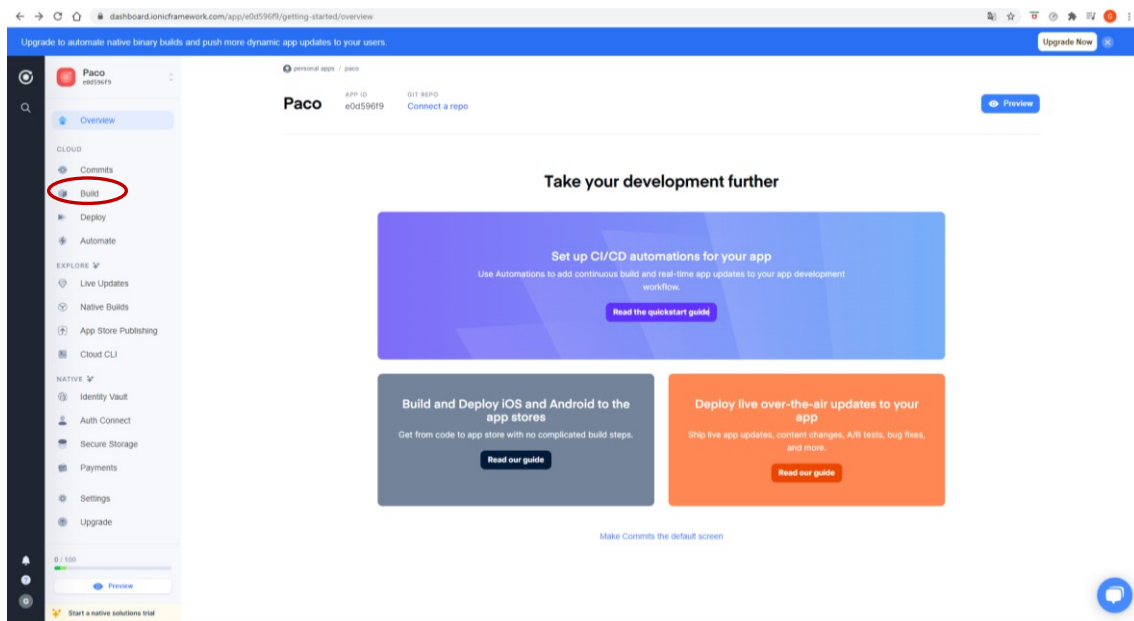 dashboard.ionicframework.com/app/e0d596f9/getting-started/overview
Upgrade to automate native binary builds and push more dynamic app updates to your users.
Upgrade Now
Paco
e0d596f9
Overview
CLOUD
Commits
Build
Deploy
Automate
EXPLORE
Live Updates
Native Builds
App Store Publishing
Cloud CLI
NATIVE
Identity Vault
Auth Connect
Secure Storage
Payments
Settings
Upgrade
0 / 100
Preview
Start a native solutions trial
G
personal apps / paco
Paco
APP ID
e0d596f9
GIT REPO
Connect a repo
Preview
Take your development further
Set up CI/CD automations for your app
Use Automations to add continuous build and real-time app updates to your app development
workflow.
Read the quickstart guide
Build and Deploy iOS and Android to the
app stores
Get from code to app store with no complicated build steps.
Read our guide
Deploy live over-the-air updates to your
app
Ship live app updates, content changes, A/B tests, bug fixes,
and more.
Read our guide
Make Commits the default screen